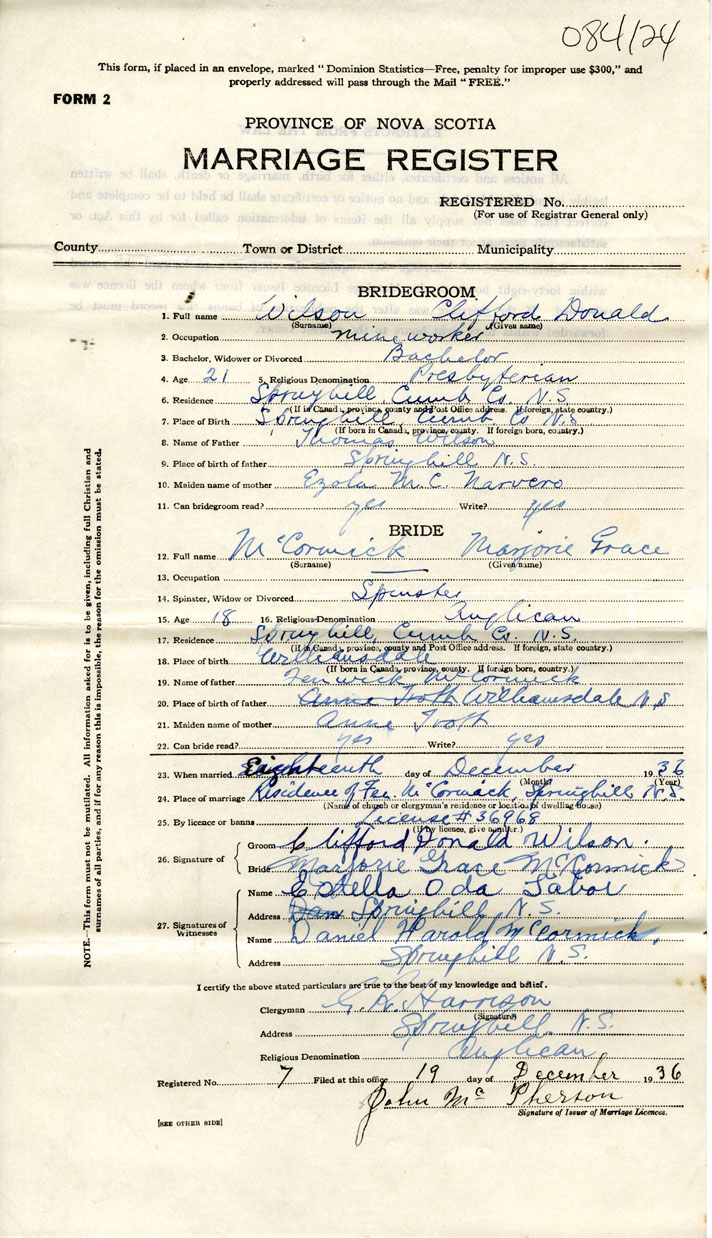 084124
This form, if placed in an envelope, marked "Dominion Statistics—Free, penalty for improper use $300," and
properly addressed will pass through the Mail "FREE."
FORM 2
PROVINCE OF NOVA SCOTIA
MARRIAGE REGISTER
REGISTERED No.
(For use of Registrar General only)
County Town or District Municipality
BRIDEGROOM
1. Full name Wilson Clifford Donald
(Surname) (Given name)
2. Occupation mine worker
3. Bachelor, Widower or Divorced Bachelor
4. Age 21 5. Religious Denomination Presbyterian
6. Residence Springhill, Cumb Co. N.S
(If in Canada, province, county and Post Office address. If foreign, state country.)
7. Place of Birth Springhill, Cumb Co N.S
(If born in Canada, province, county. If foreign born, country.)
8. Name of Father Thomas Wilson
9. Place of birth of father Springhill N.S.
10. Maiden name of mother M.C.
11. Can bridegroom read? yes Write? yes
BRIDE
12. Full name McCormick Marjorie Grace
(Surname) (Given name)
13. Occupation —
14. Spinster, Widow or Divorced Spinster
15. Age 18 16. Religious Denomination Anglican
17. Residence Springhill, Cumb Co. N.S.
(If in Canada, province, county and Post Office address. If foreign, state country.)
18. Place of birth Williamsdale
(If born in Canada, province, county. If foreign born, country.)
19. Name of father Fenwick McCormick
20. Place of birth of father Anne Troth Williamsdale N.S
21. Maiden name of mother Anne Troth
22. Can bride read? yes Write? yes
23. When married Eighteenth day of December 1936
(Month) (Year)
24. Place of marriage Residence of Fen. McCormick, Springhill N.S.
(Name of church or clergyman's residence or location of dwelling house)
25. By licence or banns License # 36968
(If by licence, give number.)
26. Signature of Groom Clifford Donald Wilson.
Bride Marjorie Grace McCormick
27. Signatures of Witnesses Name Estella Oda Tabor
Address Springhill N.S.
Name Daniel Harold McCormick,
Address Springhill N.S.
I certify the above stated particulars are true to the best of my knowledge and belief.
Clergyman Harrison
(Signature)
Address Springhill. N.S.
Religious Denomination Anglican
Registered No. 7 Filed at this office 19 day of December 1936
John McPherson
Signature of Issuer of Marriage Licences.
[SEE OTHER SIDE]
NOTE.—This form must not be mutilated. All information asked for is to be given, including full Christian and
surnames of all parties, and if for any reason this is impossible, the reason for the omission must be stated.